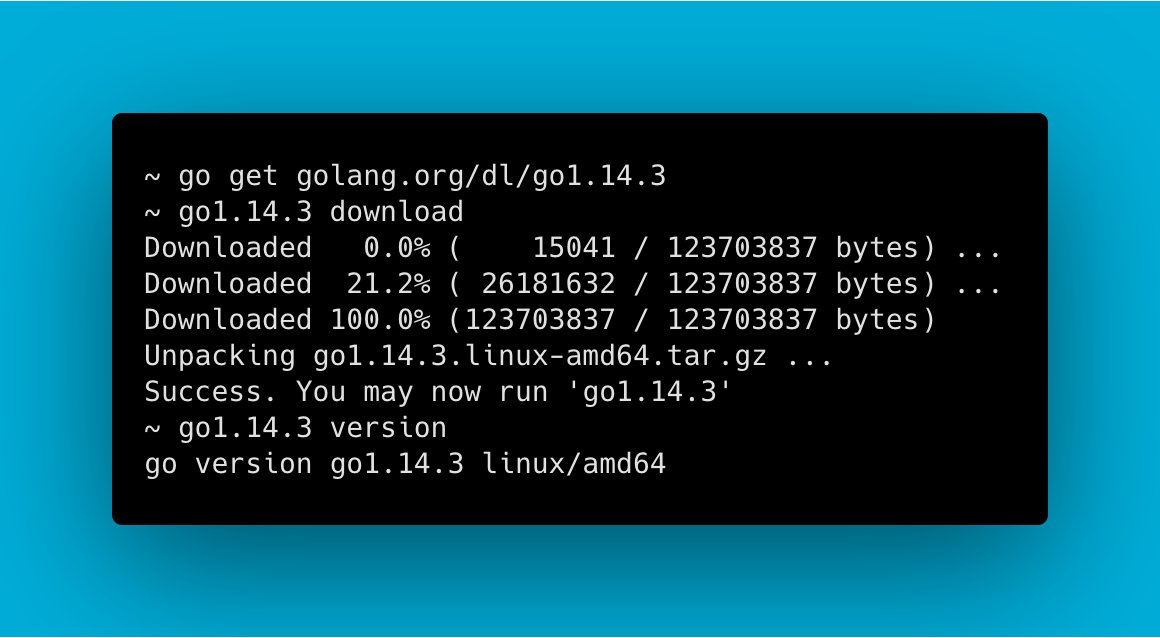 ~ go get golang.org/dl/go1.14.3
~ go1.14.3 download
Downloaded   0.0% (    15041 / 123703837 bytes) ...
Downloaded  21.2% ( 26181632 / 123703837 bytes) ...
Downloaded 100.0% (123703837 / 123703837 bytes)
Unpacking go1.14.3.linux-amd64.tar.gz ...
Success. You may now run 'go1.14.3'
~ go1.14.3 version
go version go1.14.3 linux/amd64